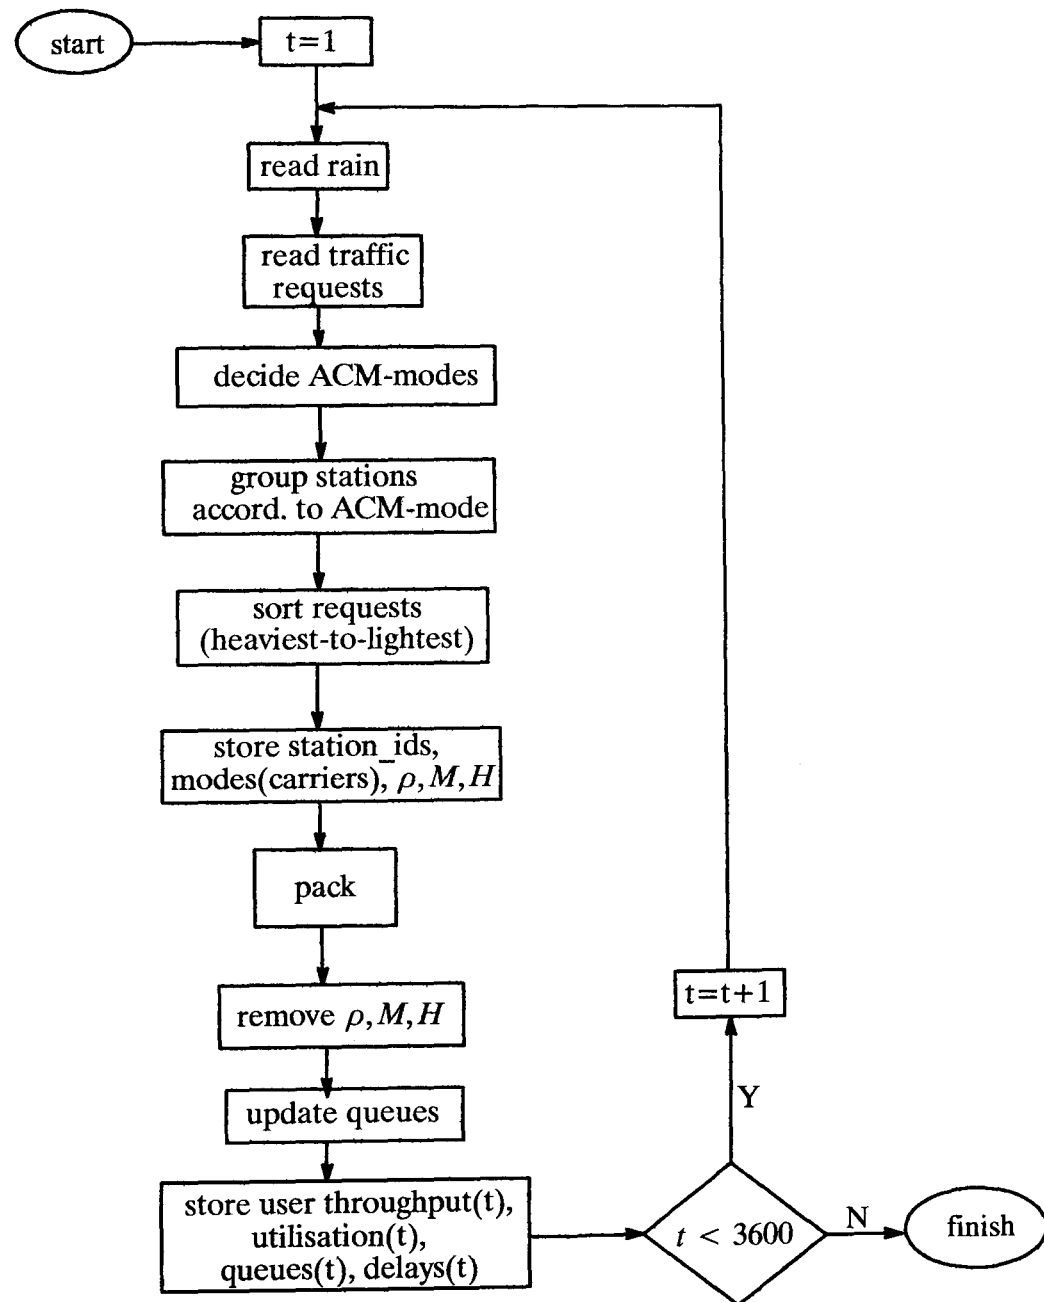 start
t=1
read rain
read traffic
requests
decide ACM-modes
group stations
accord. to ACM-mode
sort requests
(heaviest-to-lightest)
store station_ids,
modes(carriers), ρ, M, H
pack
remove ρ, M, H
update queues
store user throughput(t),
utilisation(t),
queues(t), delays(t)
t < 3600
Y
t=t+1
N
finish